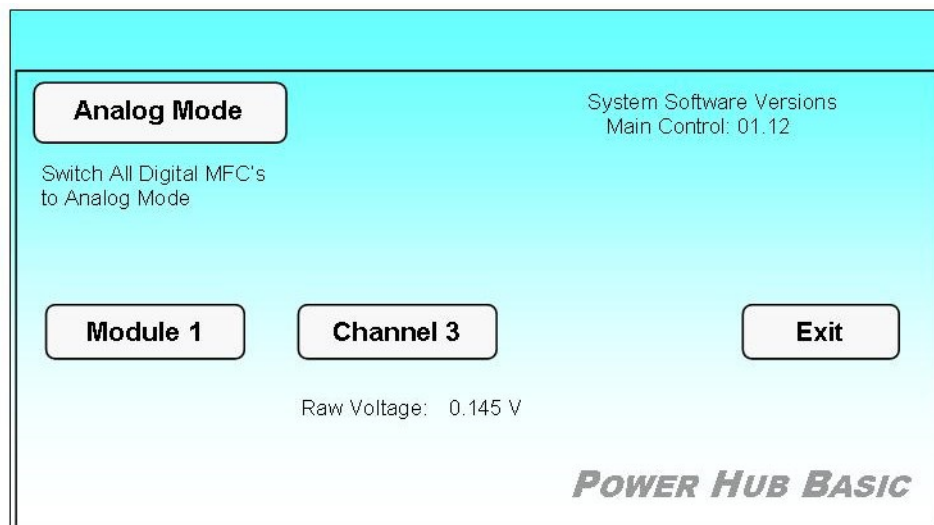 Analog Mode
System Software Versions
Main Control: 01.12
Switch All Digital MFC's
to Analog Mode
Module 1
Channel 3
Exit
Raw Voltage: 0.145 V
POWER HUB BASIC